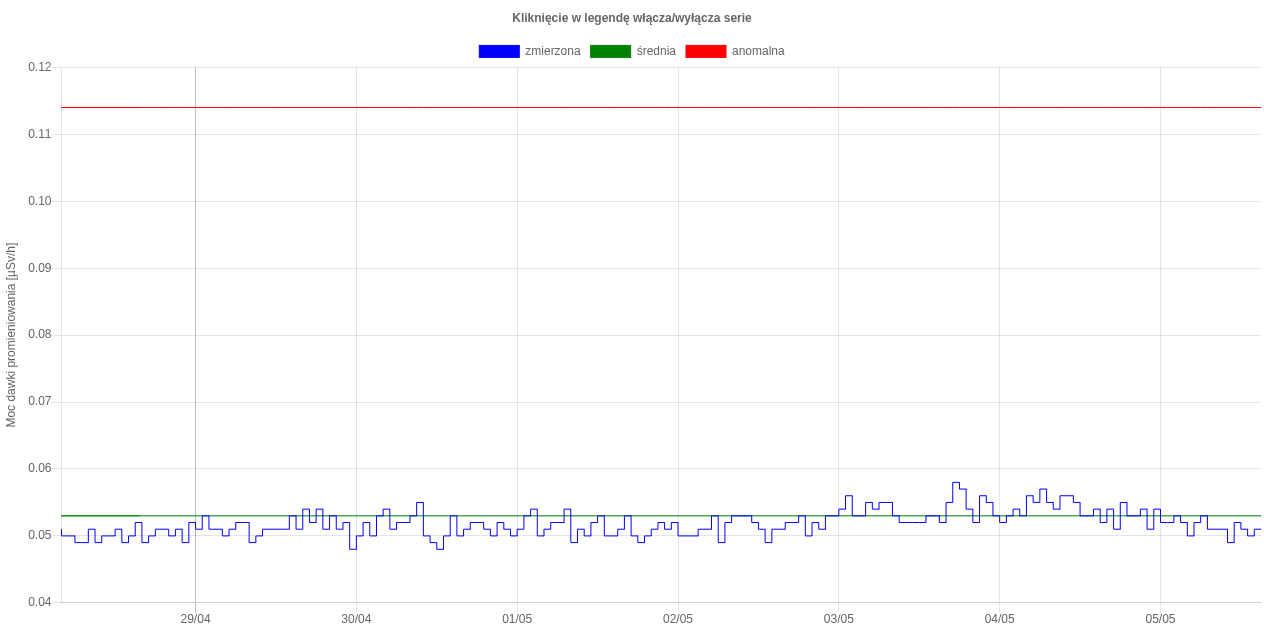 Kliknięcie w legendę włącza/wyłącza serie
zmierzona średnia anomalna
Moc dawki promieniowania [µSv/h]
0.12
0.11
0.10
0.09
0.08
0.07
0.06
0.05
0.04
29/04 30/04 01/05 02/05 03/05 04/05 05/05